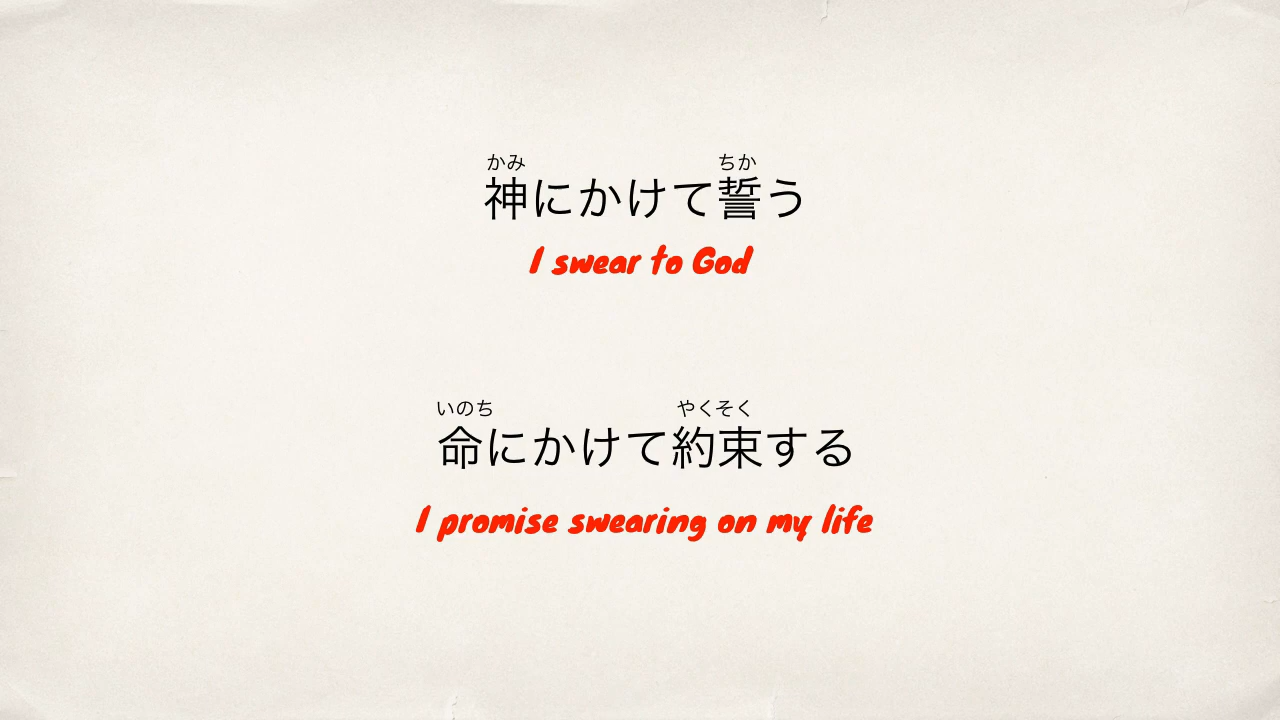 かみ ちか
神にかけて誓う
I swear to God
いのち やくそく
命にかけて約束する
I promise swearing on my life